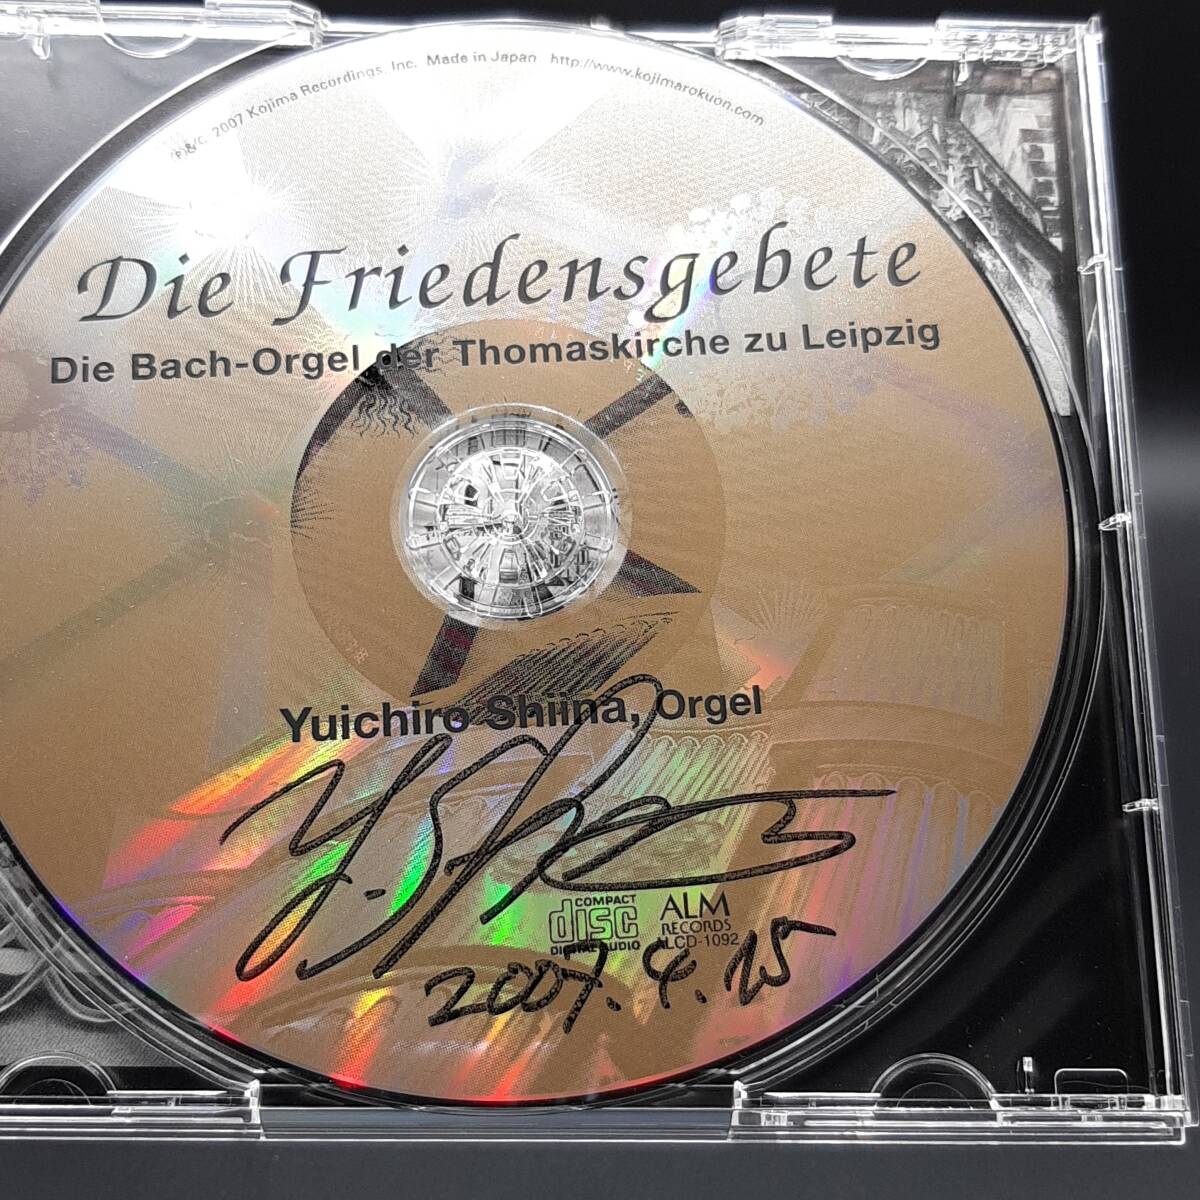 ℗&©. 2007 Kojima Recordings, Inc. Made in Japan http://www.kojimarokuon.com
Die Friedensgebete
Die Bach-Orgel der Thomaskirche zu Leipzig
Yuichiro Shiina, Orgel
COMPACT
disc
DIGITAL AUDIO
ALM
RECORDS
ALCD-1092
2007.4.25